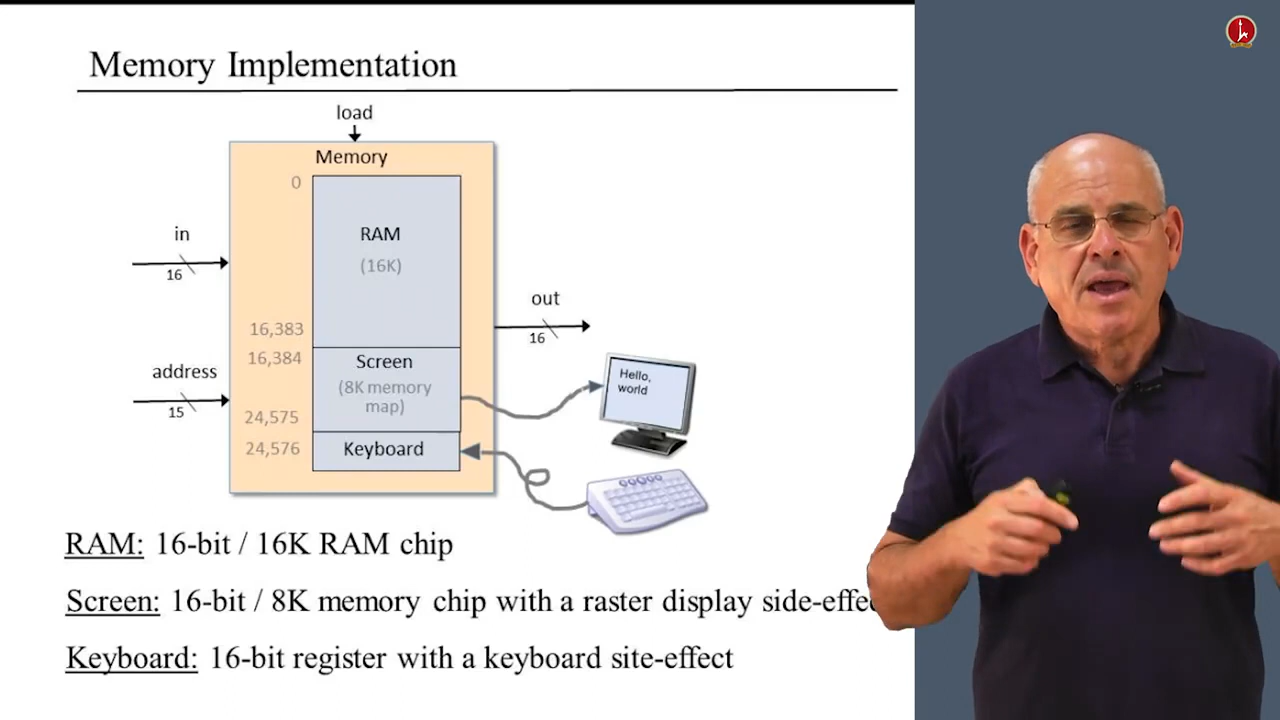 Memory Implementation
load
Memory
0
RAM
(16K)
in
16
out
16
16,383
16,384
Screen
(8K memory
map)
address
15
24,575
24,576
Keyboard
Hello,
world
RAM: 16-bit / 16K RAM chip
Screen: 16-bit / 8K memory chip with a raster display side-effec
Keyboard: 16-bit register with a keyboard site-effect